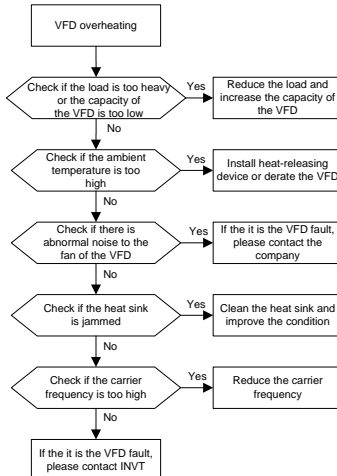 VFD overheating
Check if the load is too heavy
or the capacity of
the VFD is too low
Yes
Reduce the load and
increase the capacity of
the VFD
No
Check if the ambient
temperature is too
high
Yes
Install heat-releasing
device or derate the VFD
No
Check if there is
abnormal noise to the
fan of the VFD
Yes
If the it is the VFD fault,
please contact the
company
No
Check if the heat sink
is jammed
Yes
Clean the heat sink and
improve the condition
No
Check if the carrier
frequency is too high
Yes
Reduce the carrier
frequency
No
If the it is the VFD fault,
please contact INVT